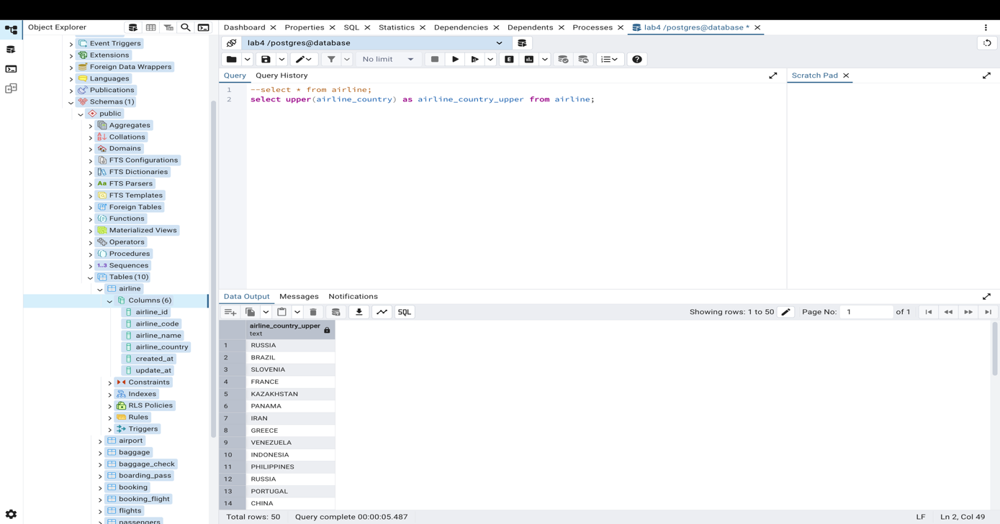 Object Explorer
Event Triggers
Extensions
Foreign Data Wrappers
Languages
Publications
Schemas (1)
public
Aggregates
Collations
Domains
FTS Configurations
FTS Dictionaries
Aa FTS Parsers
FTS Templates
Foreign Tables
Functions
Materialized Views
Operators
Procedures
1..3 Sequences
Tables (10)
airline
Columns (6)
airline_id
airline_code
airline_name
airline_country
created_at
update_at
Constraints
Indexes
RLS Policies
Rules
Triggers
airport
baggage
baggage_check
boarding_pass
booking
booking_flight
flights
passengers
Dashboard Properties SQL Statistics Dependencies Dependents Processes lab4 /postgres@database *
lab4 /postgres@database
No limit E
Query Query History
1 --select * from airline;
2 select upper(airline_country) as airline_country_upper from airline;
Scratch Pad
Data Output Messages Notifications
SQL Showing rows: 1 to 50 Page No: 1 of 1
airline_country_upper
text
1 RUSSIA
2 BRAZIL
3 SLOVENIA
4 FRANCE
5 KAZAKHSTAN
6 PANAMA
7 IRAN
8 GREECE
9 VENEZUELA
10 INDONESIA
11 PHILIPPINES
12 RUSSIA
13 PORTUGAL
14 CHINA
Total rows: 50 Query complete 00:00:05.487 LF Ln 2, Col 49